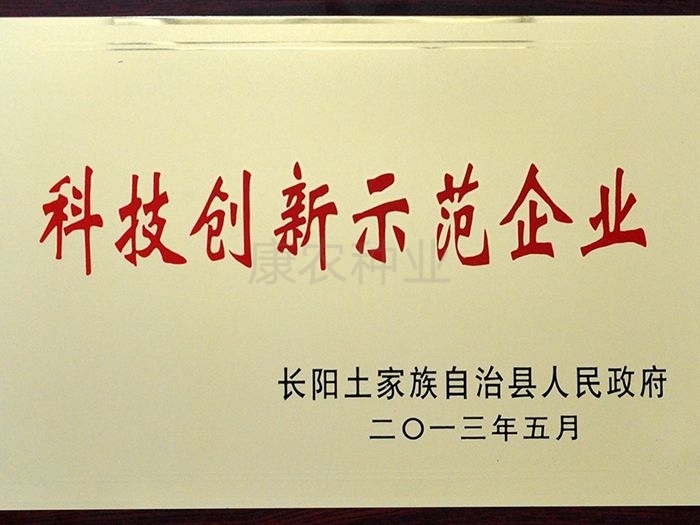 科技创新示范企业
康农种业
长阳土家族自治县人民政府
二〇一三年五月